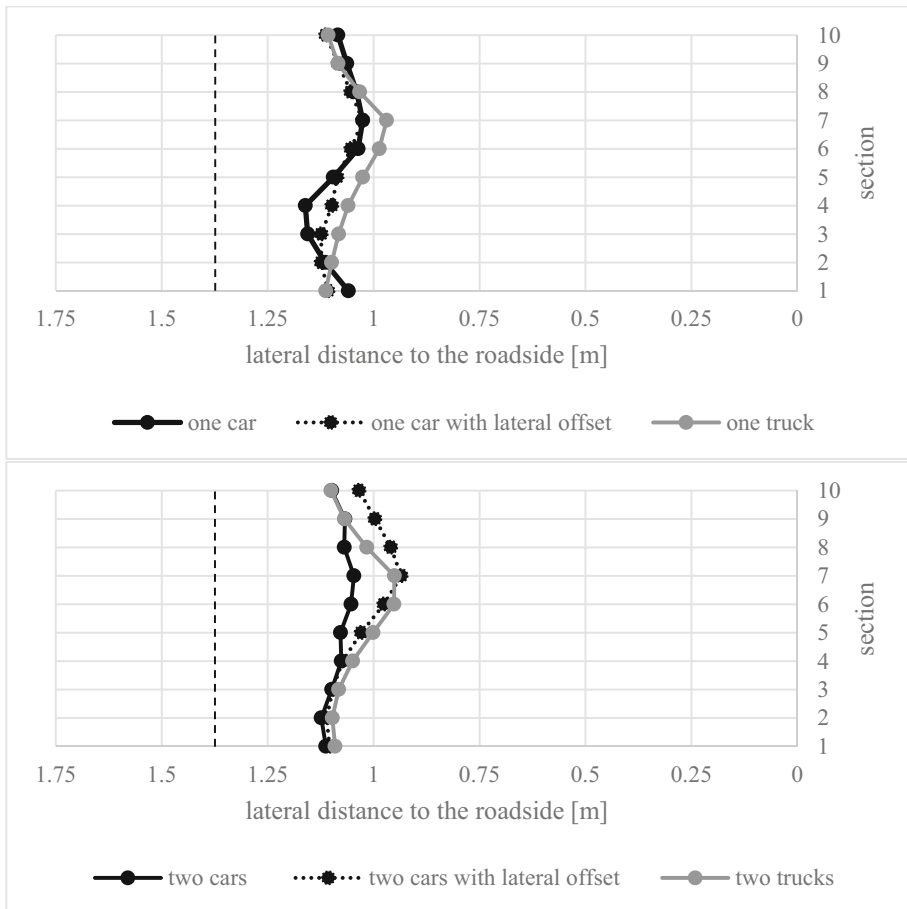 10
9
8
7
6
5
4
3
2
1
section
1.75 1.5 1.25 1 0.75 0.5 0.25 0
lateral distance to the roadside [m]
one car one car with lateral offset one truck
10
9
8
7
6
5
4
3
2
1
section
1.75 1.5 1.25 1 0.75 0.5 0.25 0
lateral distance to the roadside [m]
two cars two cars with lateral offset two trucks